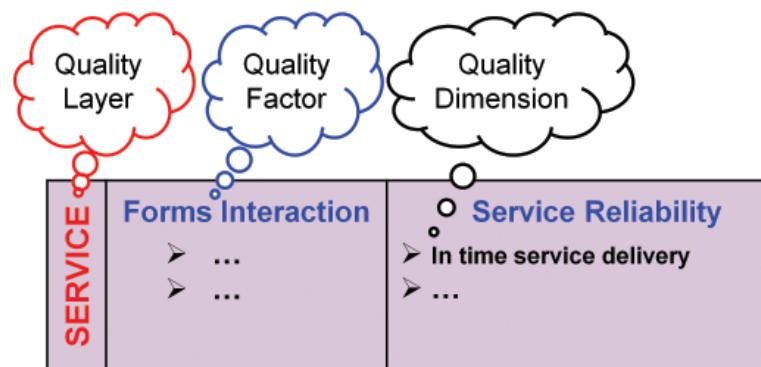 Quality
Layer
Quality
Factor
Quality
Dimension
SERVICE
Forms Interaction
➢ ...
➢ ...
Service Reliability
➢ In time service delivery
➢ ...